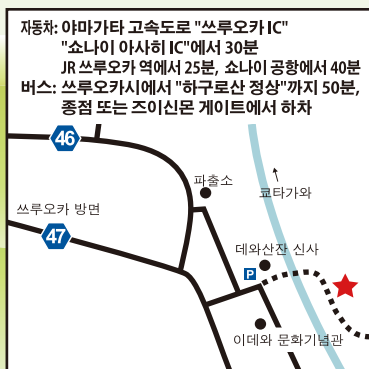 자동차: 야마가타 고속도로 "쓰루오카 IC"
"쇼나이 아사히 IC"에서 30분
JR 쓰루오카 역에서 25분, 쇼나이 공항에서 40분
버스: 쓰루오카시에서 "하구로산 정상"까지 50분,
종점 또는 즈이신몬 게이트에서 하차
46
파출소
쿄타가와
쓰루오카 방면
47
데와산잔 신사
P
이데와 문화기념관